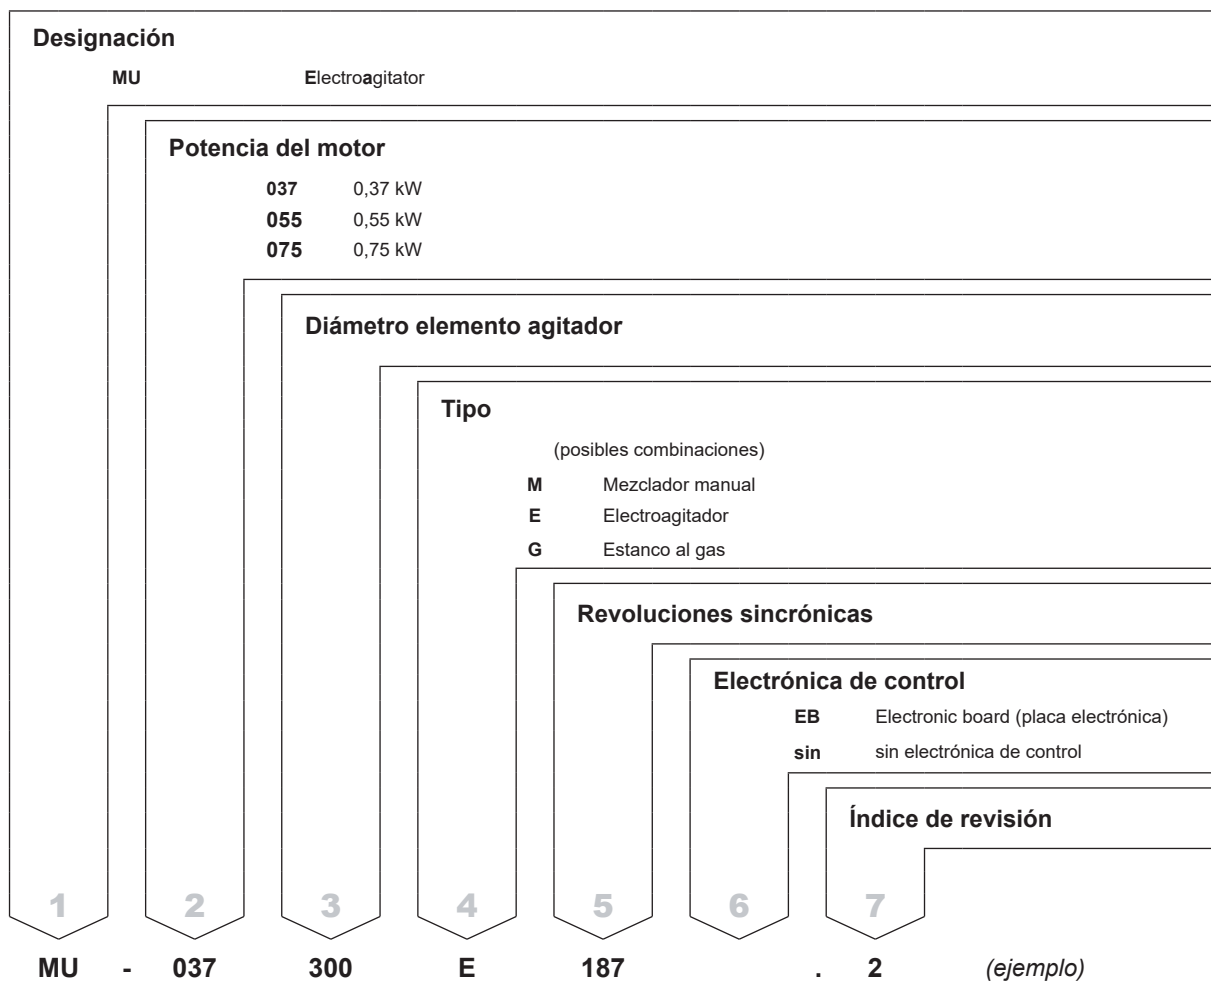 Designación
MU Electroagitator
Potencia del motor
037 0,37 kW
055 0,55 kW
075 0,75 kW
Diámetro elemento agitador
Tipo
(posibles combinaciones)
M Mezclador manual
E Electroagitador
G Estanco al gas
Revoluciones sincrónicas
Electrónica de control
EB Electronic board (placa electrónica)
sin sin electrónica de control
Índice de revisión
1 2 3 4 5 6 7
MU - 037 300 E 187 . 2 (ejemplo)